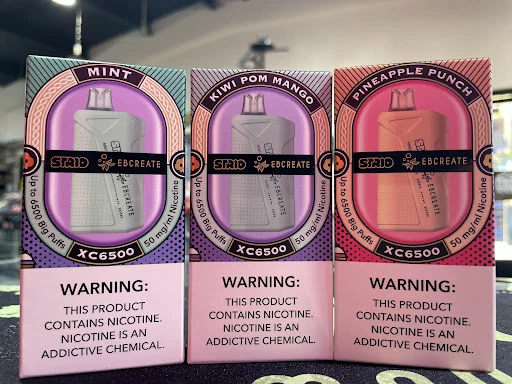 MINT
STAIO EBCREATE
Up to 6500 Big Puffs
50 mg/ml Nicotine
XC6500
WARNING:
THIS PRODUCT
CONTAINS NICOTINE.
NICOTINE IS AN
ADDICTIVE CHEMICAL.
KIWI POM MANGO
STAIO EBCREATE
Up to 6500 Big Puffs
50 mg/ml Nicotine
XC6500
WARNING:
THIS PRODUCT
CONTAINS NICOTINE.
NICOTINE IS AN
ADDICTIVE CHEMICAL.
PINEAPPLE PUNCH
STAIO EBCREATE
Up to 6500 Big Puffs
50 mg/ml Nicotine
XC6500
WARNING:
THIS PRODUCT
CONTAINS NICOTINE.
NICOTINE IS AN
ADDICTIVE CHEMICAL.